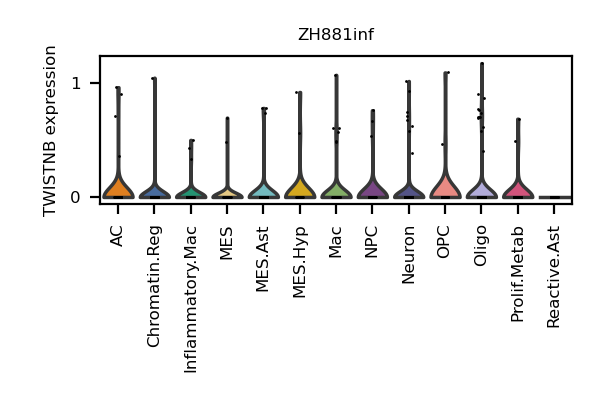 ZH881inf
TWISTNB expression
1
0
AC
Chromatin.Reg
Inflammatory.Mac
MES
MES.Ast
MES.Hyp
Mac
NPC
Neuron
OPC
Oligo
Prolif.Metab
Reactive.Ast